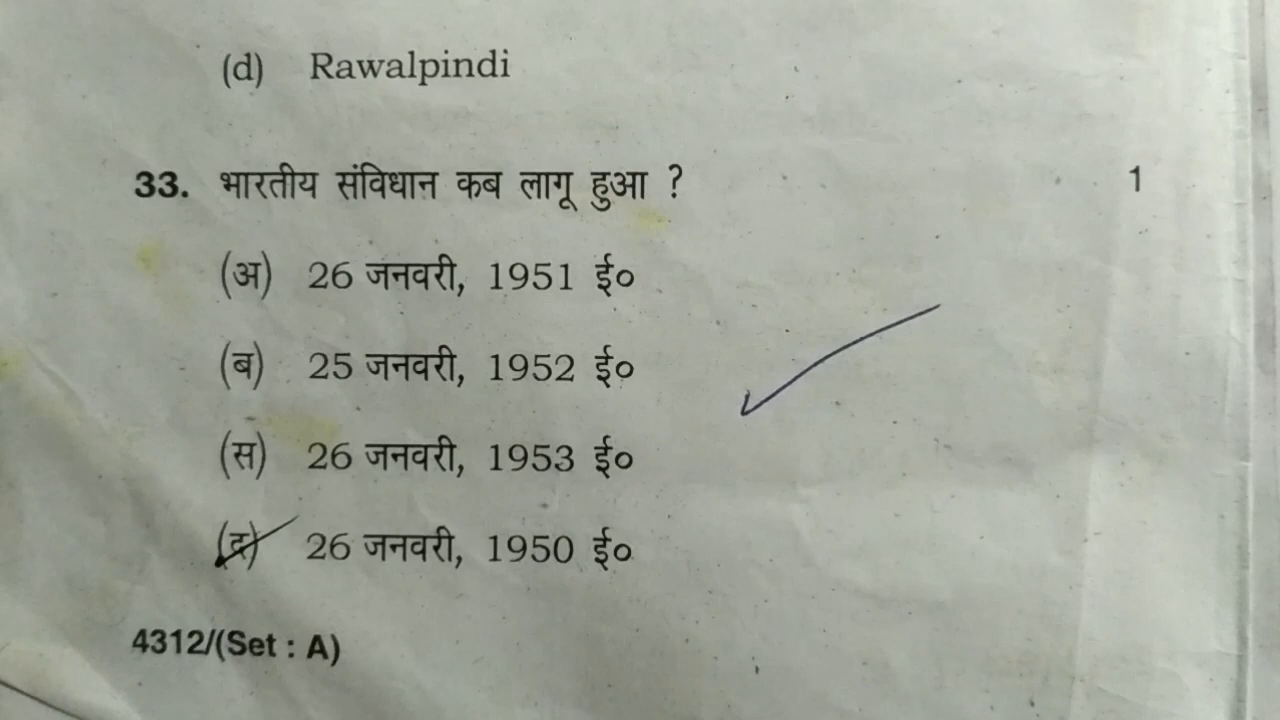 (d) Rawalpindi
33. भारतीय संविधान कब लागू हुआ ? 1
(अ) 26 जनवरी, 1951 ई०
(ब) 25 जनवरी, 1952 ई०
(स) 26 जनवरी, 1953 ई०
(द) 26 जनवरी, 1950 ई०
4312/(Set : A)